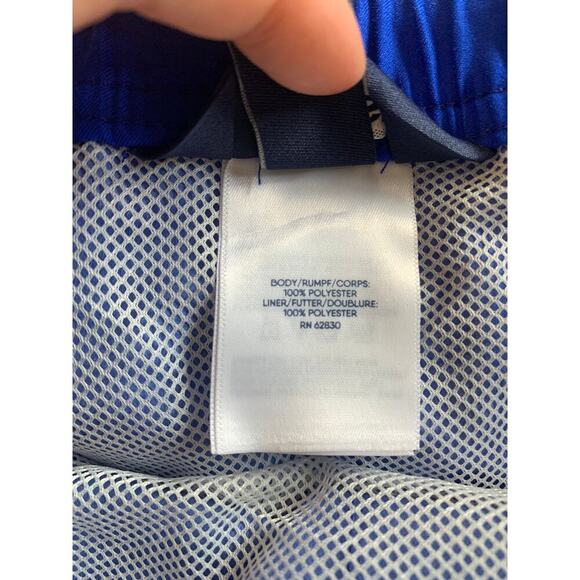 BODY/RUMPF/CORPS:
100% POLYESTER
LINER/FUTTER/DOUBLURE:
100% POLYESTER
RN 62830